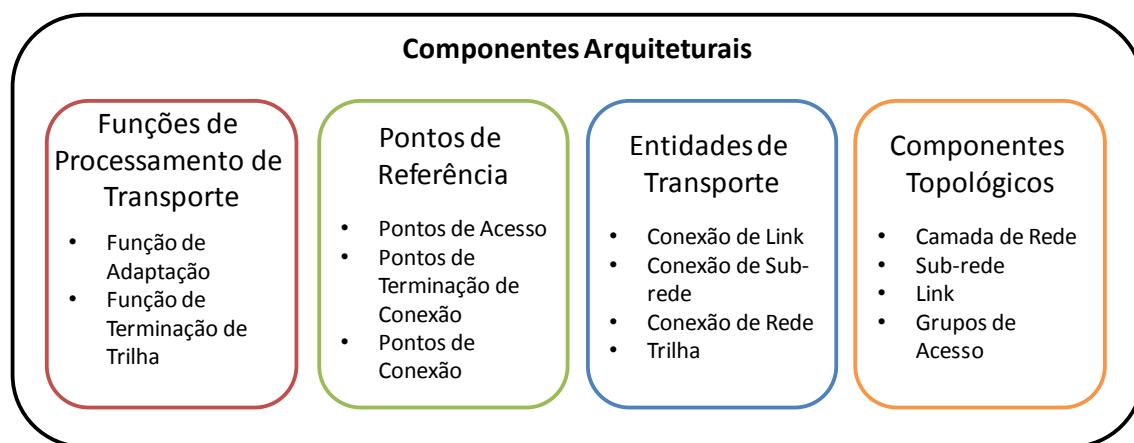 Componentes Arquiteturais
Funções de
Processamento de
Transporte
• Função de
Adaptação
• Função de
Terminação de
Trilha
Pontos de
Referência
• Pontos de Acesso
• Pontos de
Terminação de
Conexão
• Pontos de
Conexão
Entidades de
Transporte
• Conexão de Link
• Conexão de Sub-
rede
• Conexão de Rede
• Trilha
Componentes
Topológicos
• Camada de Rede
• Sub-rede
• Link
• Grupos de
Acesso